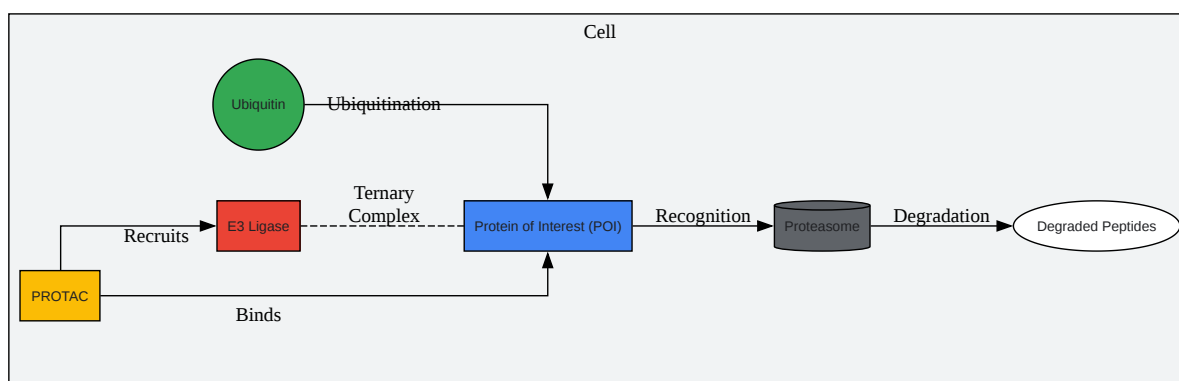 Cell
Ubiquitin
Ubiquitination
Ternary
Complex
E3 Ligase
Protein of Interest (POI)
Recognition
Proteasome
Degradation
Degraded Peptides
Recruits
PROTAC
Binds